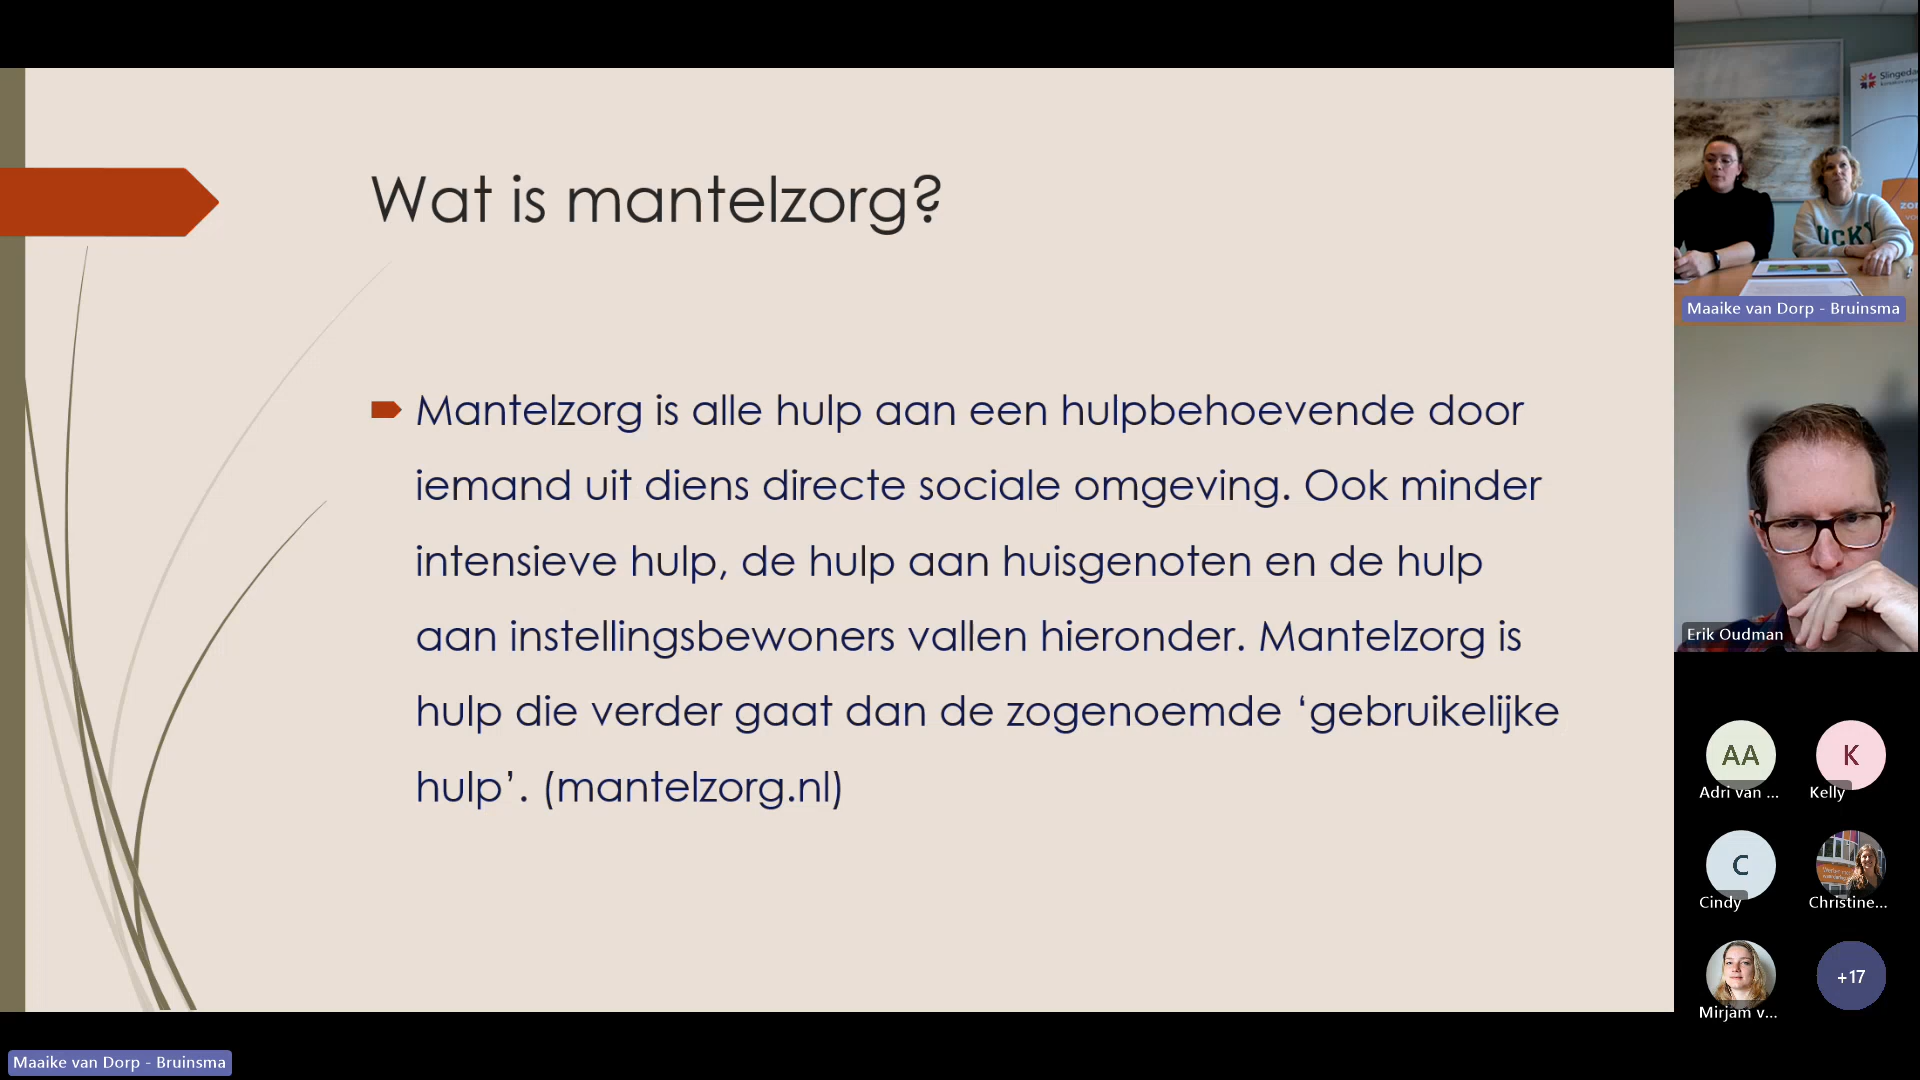 Wat is mantelzorg?
Mantelzorg is alle hulp aan een hulpbehoevende door
iemand uit diens directe sociale omgeving. Ook minder
intensieve hulp, de hulp aan huisgenoten en de hulp
aan instellingsbewoners vallen hieronder. Mantelzorg is
hulp die verder gaat dan de zogenoemde ‘gebruikelijke
hulp’. (mantelzorg.nl)
UCKY
Maaike van Dorp - Bruinsma
Erik Oudman
AA
K
Adri van ...
Kelly
C
Cindy
Christine...
+17
Mirjam v...
Maaike van Dorp - Bruinsma